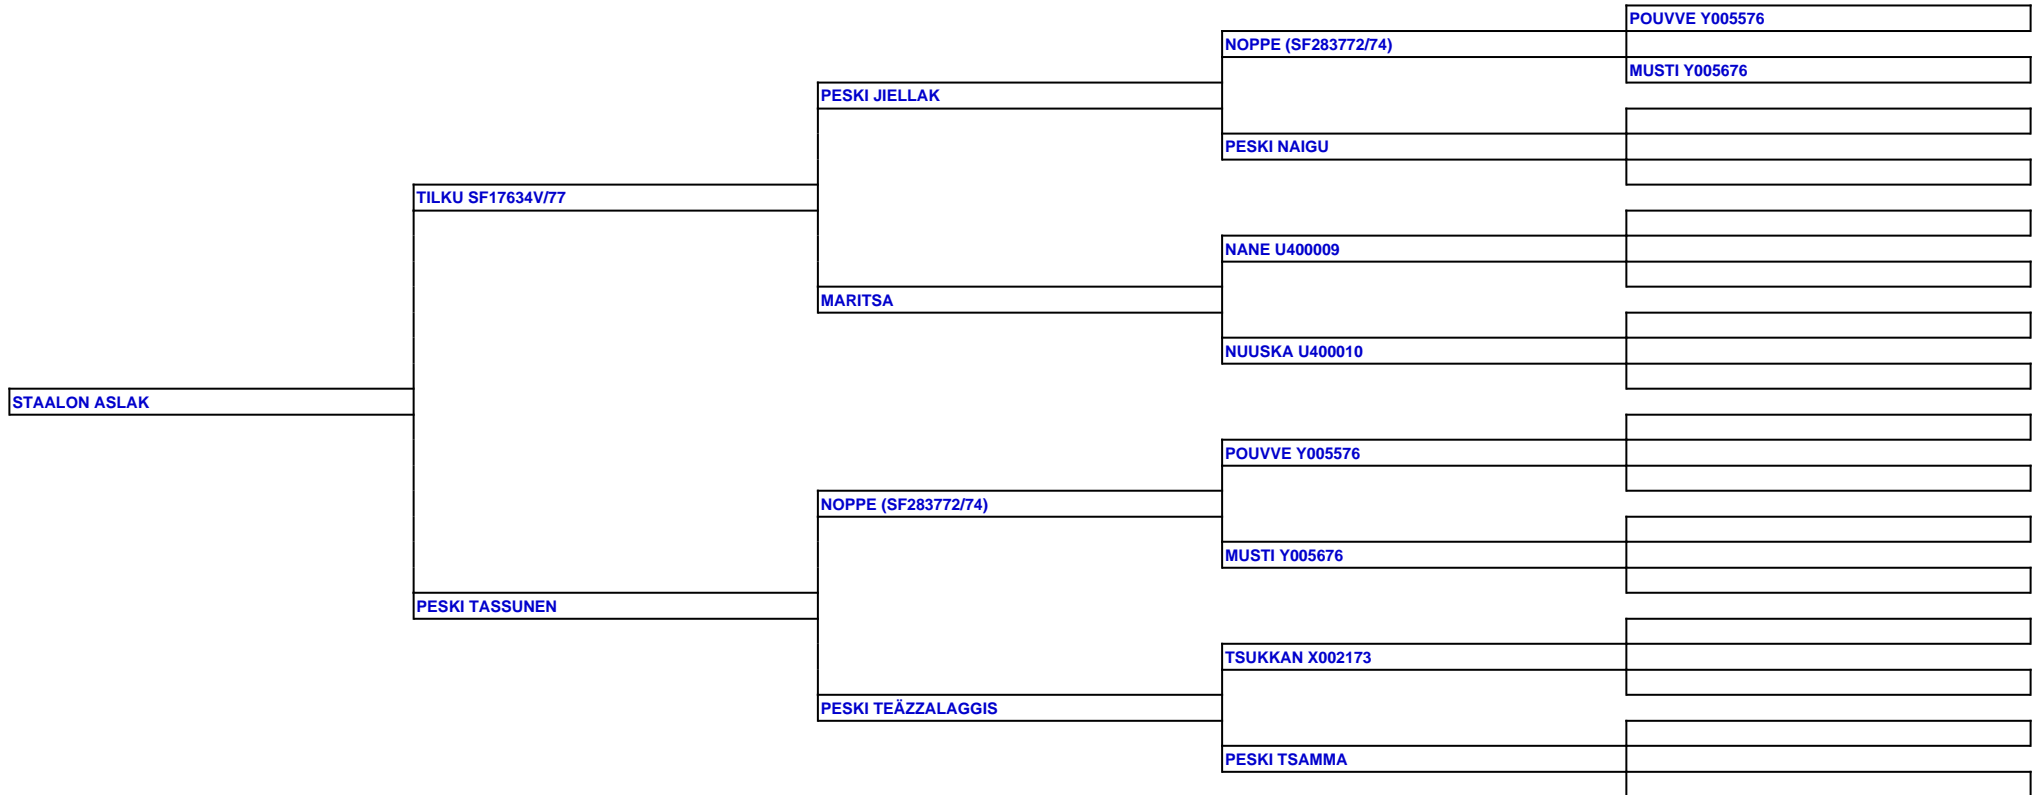 POUVVE Y005576
NOPPE (SF283772/74)
MUSTI Y005676
PESKI JIELLAK
PESKI NAIGU
TILKU SF17634V/77
NANE U400009
MARITSA
NUUSKA U400010
STAALON ASLAK
POUVVE Y005576
NOPPE (SF283772/74)
MUSTI Y005676
PESKI TASSUNEN
TSUKKAN X002173
PESKI TEÄZZALAGGIS
PESKI TSAMMA